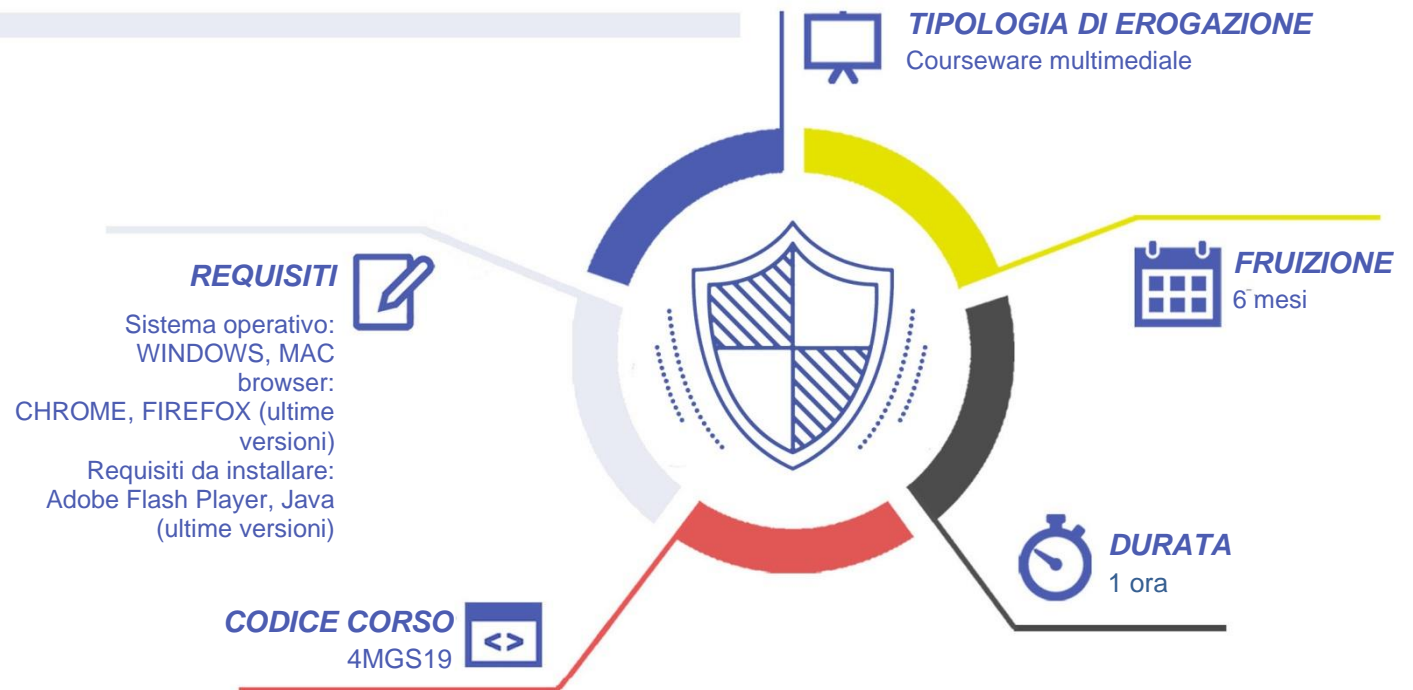 TIPOLOGIA DI EROGAZIONE
Courseware multimediale
REQUISITI
Sistema operativo:
WINDOWS, MAC
browser:
CHROME, FIREFOX (ultime
versioni)
Requisiti da installare:
Adobe Flash Player, Java
(ultime versioni)
FRUIZIONE
6 mesi
DURATA
1 ora
CODICE CORSO
4MGS19
<>